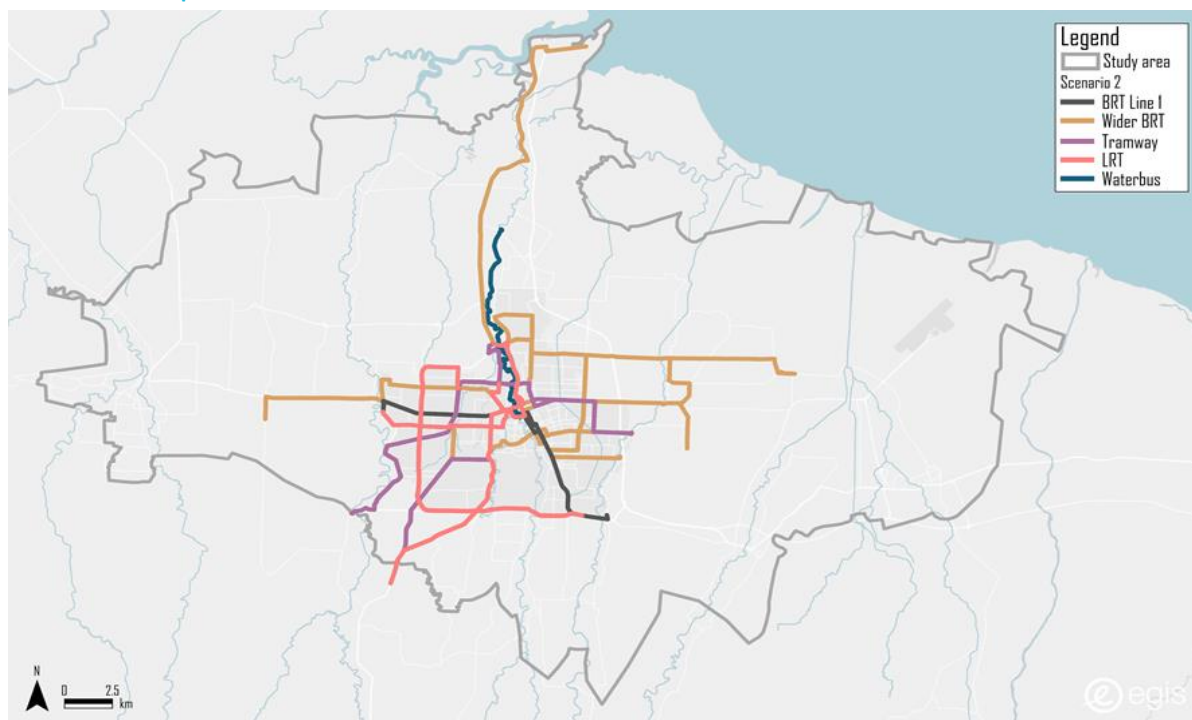 Legend
Study area
Scenario 2
BRT Line 1
Wider BRT
Tramway
LRT
Waterbus
N
0 2.5
km
egis